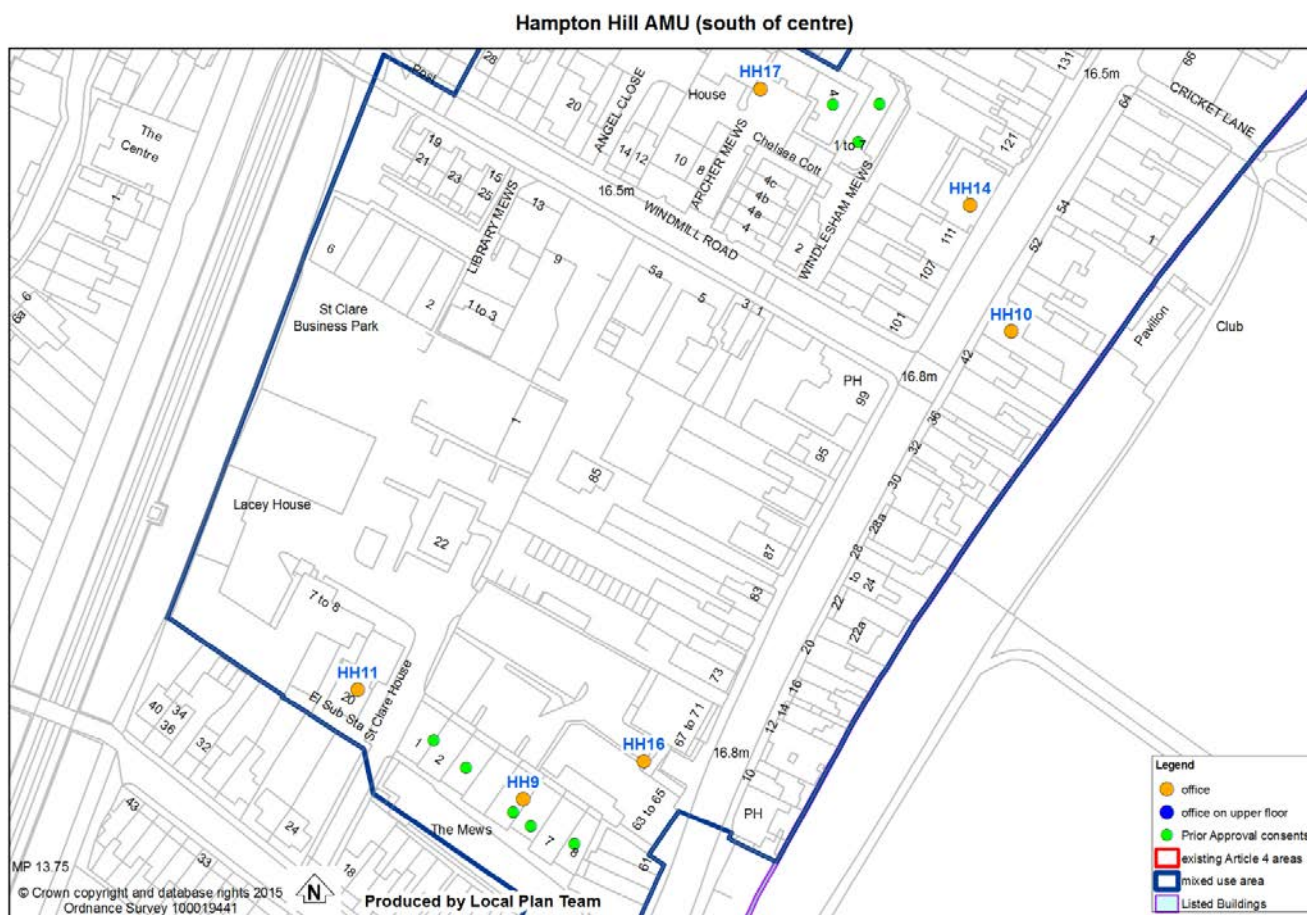 Hampton Hill AMU (south of centre)
Post
28
20
ANGEL CLOSE
House
HH17
4
131
16.5m
64
66
CRICKET LANE
The
Centre
1
19
21
23
15
25
LIBRARY MEWS
14
12
10
8
ARCHER MEWS
Chelsea Cott
1 to 7
4c
4b
4a
4
2
WINDLESHAM MEWS
121
HH14
111
107
101
54
52
1
16.5m
WINDMILL ROAD
13
9
6
2
1 to 3
5a
5
3
1
St Clare
Business Park
6
6a
HH10
42
Pavilion
Club
16.8m
PH
99
95
36
32
30
1
85
Lacey House
22
87
83
28a
28
to
24
22
22a
20
7 to 8
HH11
20
El Sub Sta
St Clare House
73
16
14
12
67 to 71
16.8m
10
PH
40
34
36
32
1
2
HH9
HH16
The Mews
7
8
63 to 65
61
43
33
24
18
MP 13.75
© Crown copyright and database rights 2015
Ordnance Survey 100019441
N
Produced by Local Plan Team
Legend
office
office on upper floor
Prior Approval consents
existing Article 4 areas
mixed use area
Listed Buildings